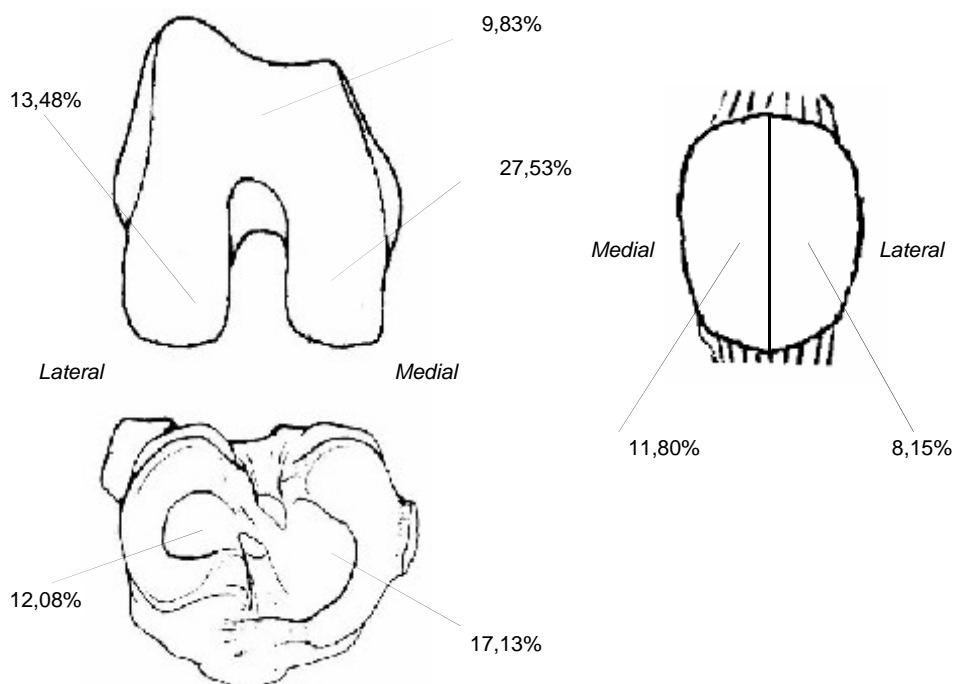 9,83%
13,48%
27,53%
Medial
Lateral
Lateral
Medial
11,80%
8,15%
12,08%
17,13%